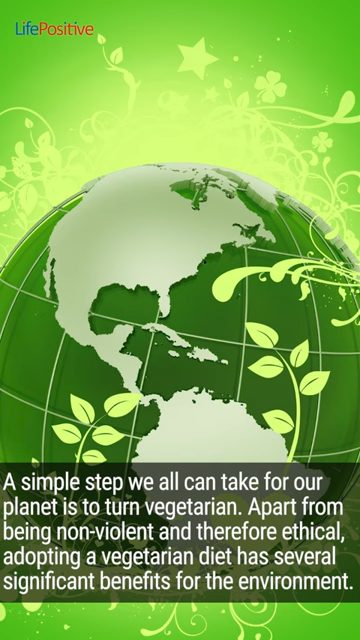 LifePositive
A simple step we all can take for our
planet is to turn vegetarian. Apart from
being non-violent and therefore ethical,
adopting a vegetarian diet has several
significant benefits for the environment.